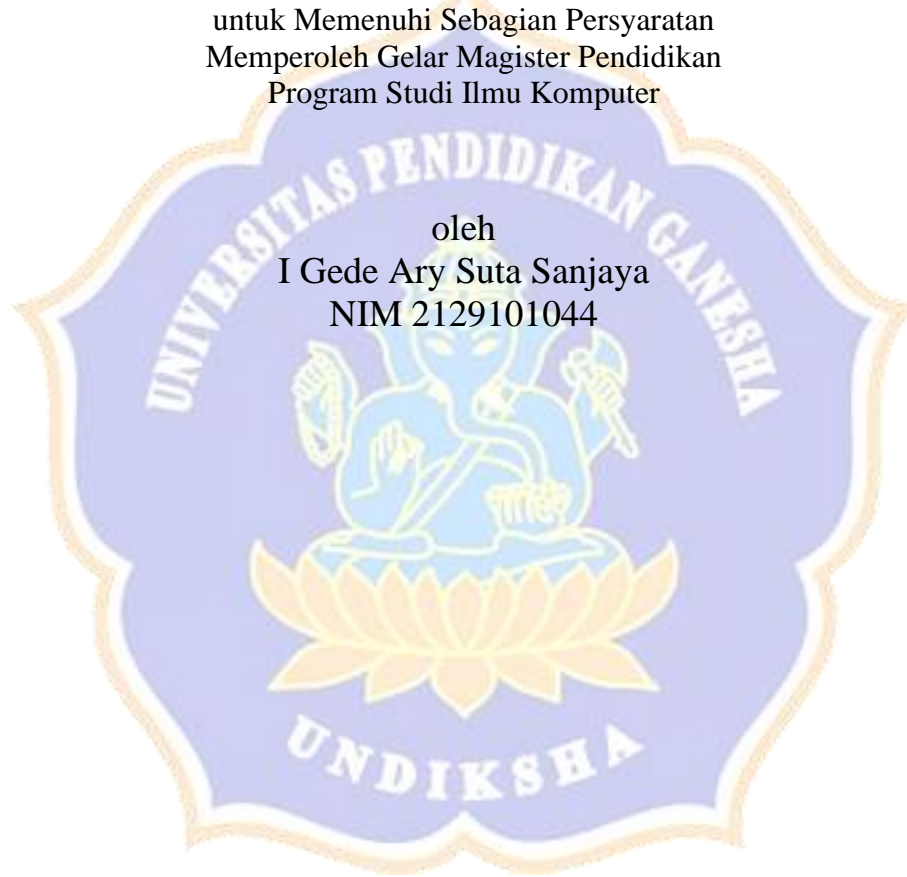 untuk Memenuhi Sebagian Persyaratan
Memperoleh Gelar Magister Pendidikan
Program Studi Ilmu Komputer
UNIVERSITAS PENDIDIKAN GANESHA
oleh
I Gede Ary Suta Sanjaya
NIM 2129101044
UNDIKSHA